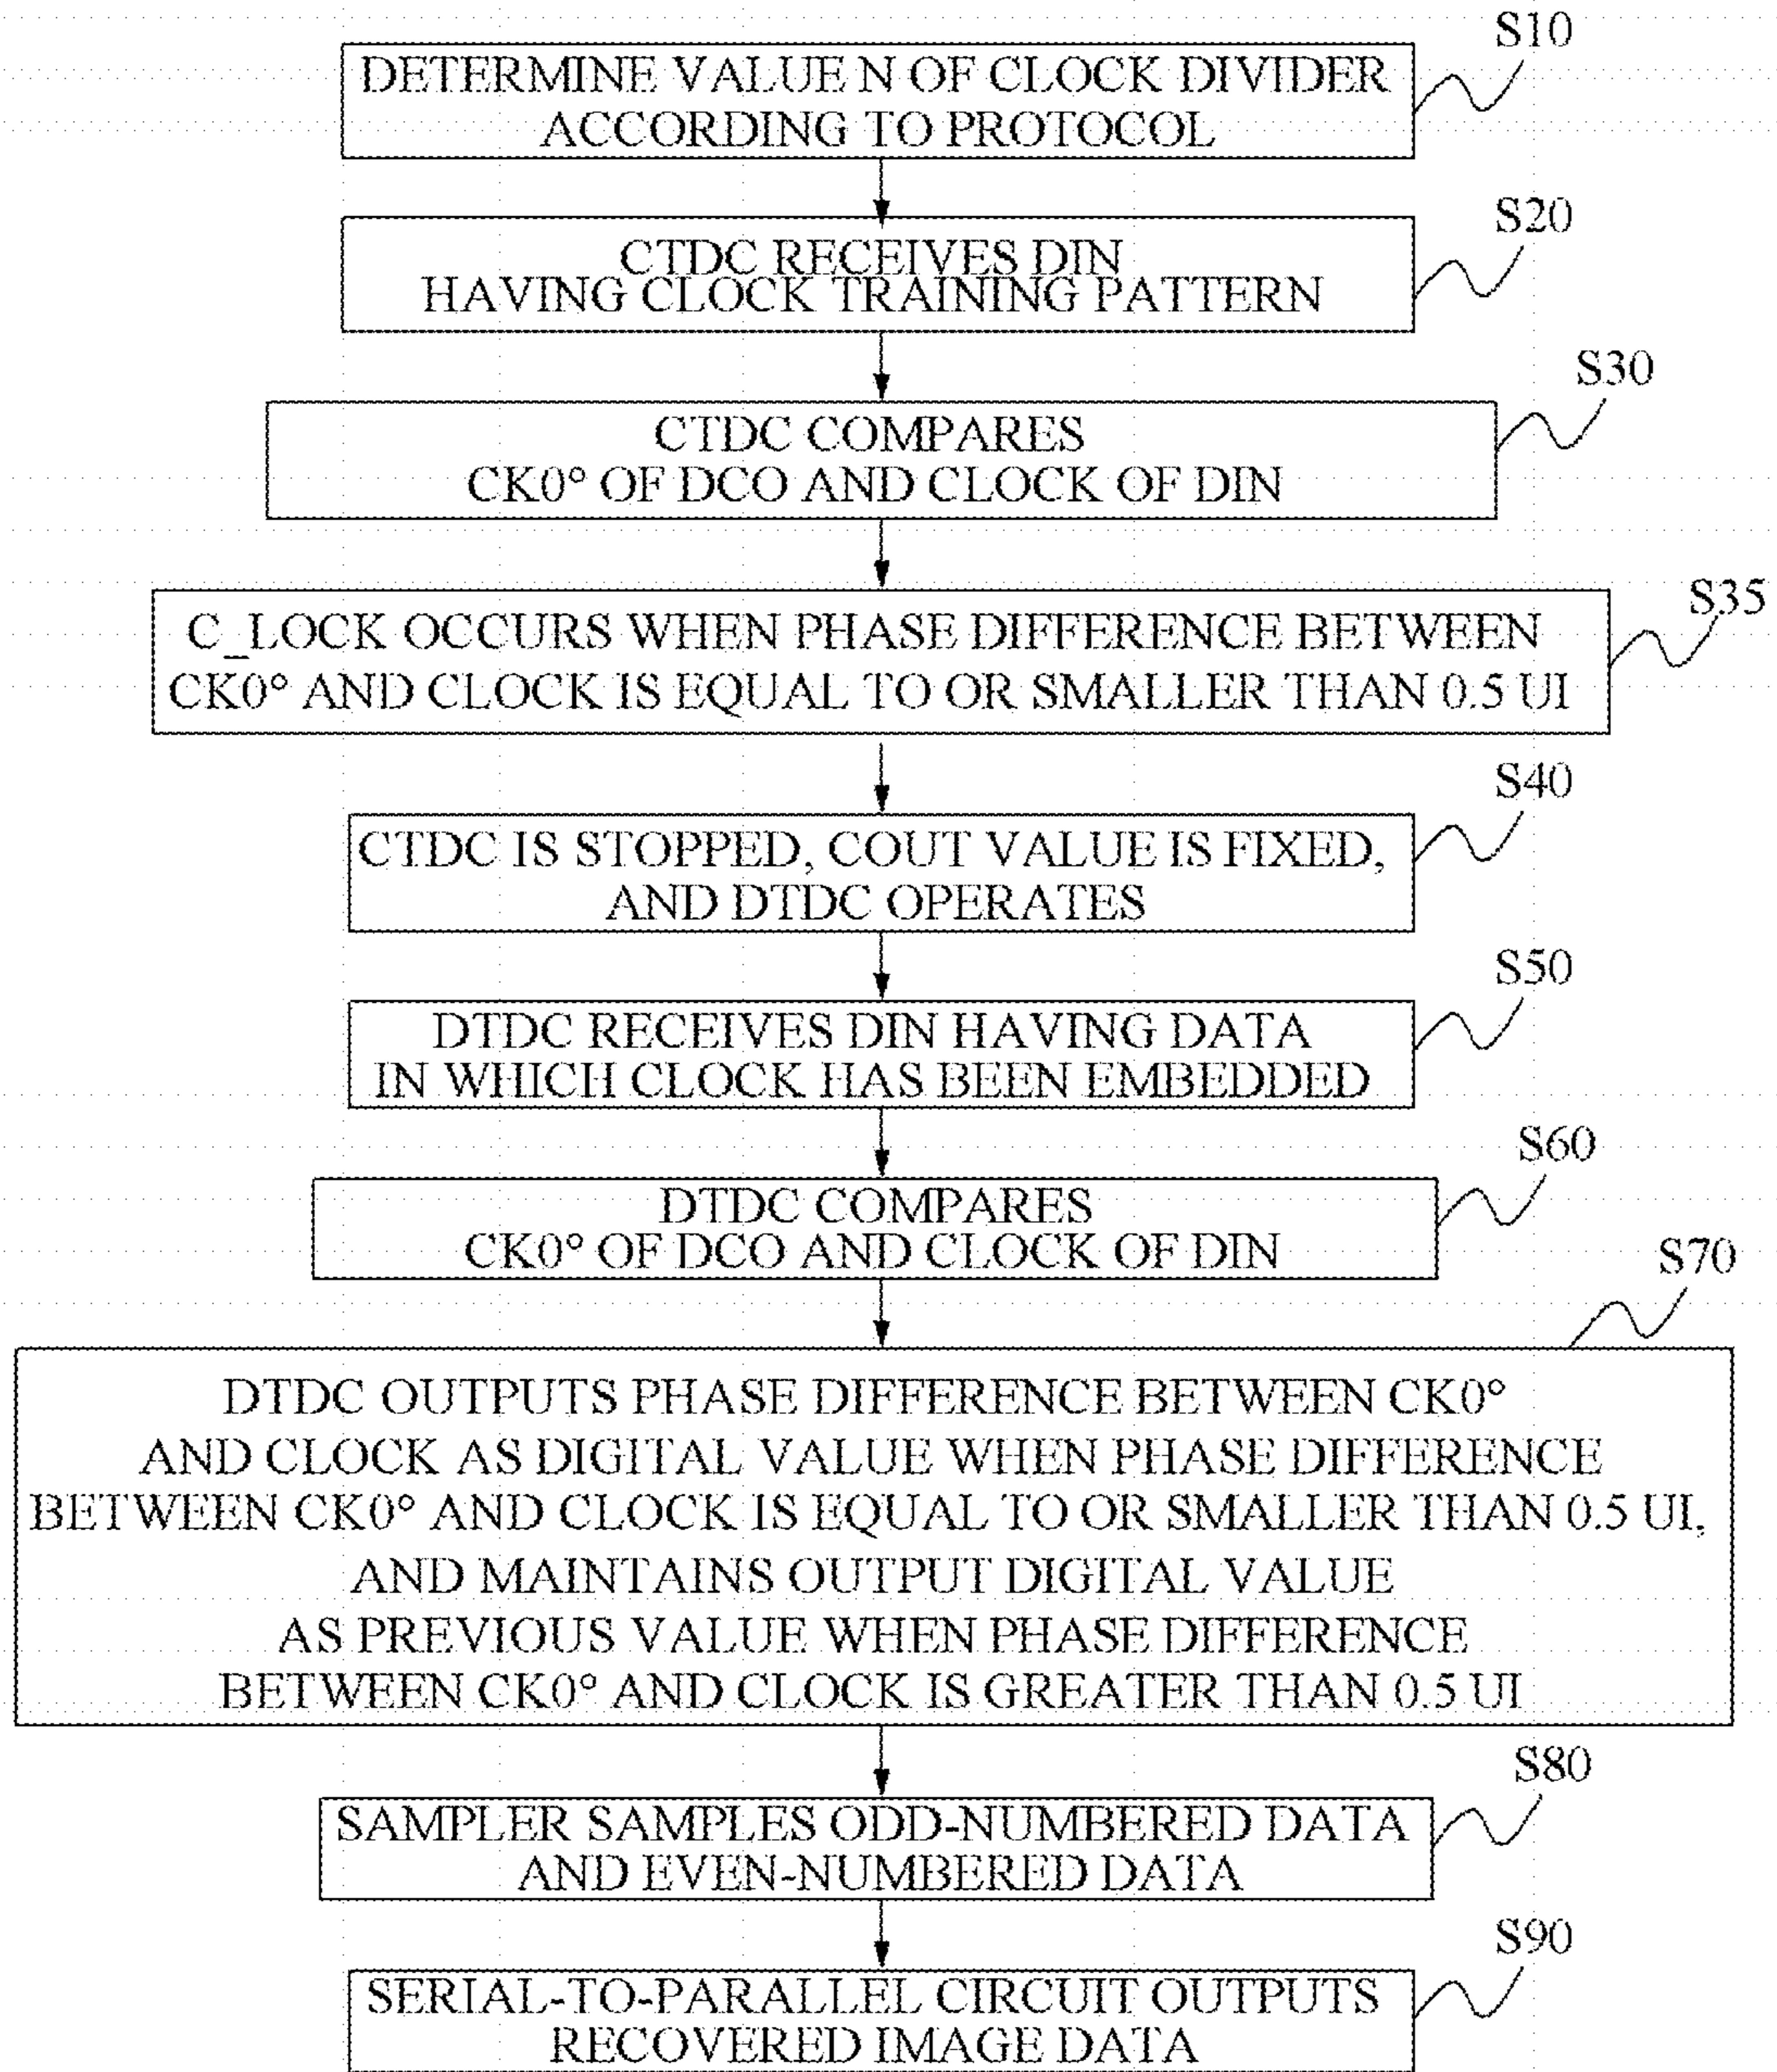 S10
DETERMINE VALUE N OF CLOCK DIVIDER
ACCORDING TO PROTOCOL
S20
CTDC RECEIVES DIN
HAVING CLOCK TRAINING PATTERN
S30
CTDC COMPARES
CK0° OF DCO AND CLOCK OF DIN
S35
C_LOCK OCCURS WHEN PHASE DIFFERENCE BETWEEN
CK0° AND CLOCK IS EQUAL TO OR SMALLER THAN 0.5 UI
S40
CTDC IS STOPPED, COUT VALUE IS FIXED,
AND DTDC OPERATES
S50
DTDC RECEIVES DIN HAVING DATA
IN WHICH CLOCK HAS BEEN EMBEDDED
S60
DTDC COMPARES
CK0° OF DCO AND CLOCK OF DIN
S70
DTDC OUTPUTS PHASE DIFFERENCE BETWEEN CK0°
AND CLOCK AS DIGITAL VALUE WHEN PHASE DIFFERENCE
BETWEEN CK0° AND CLOCK IS EQUAL TO OR SMALLER THAN 0.5 UI,
AND MAINTAINS OUTPUT DIGITAL VALUE
AS PREVIOUS VALUE WHEN PHASE DIFFERENCE
BETWEEN CK0° AND CLOCK IS GREATER THAN 0.5 UI
S80
SAMPLER SAMPLES ODD-NUMBERED DATA
AND EVEN-NUMBERED DATA
S90
SERIAL-TO-PARALLEL CIRCUIT OUTPUTS
RECOVERED IMAGE DATA